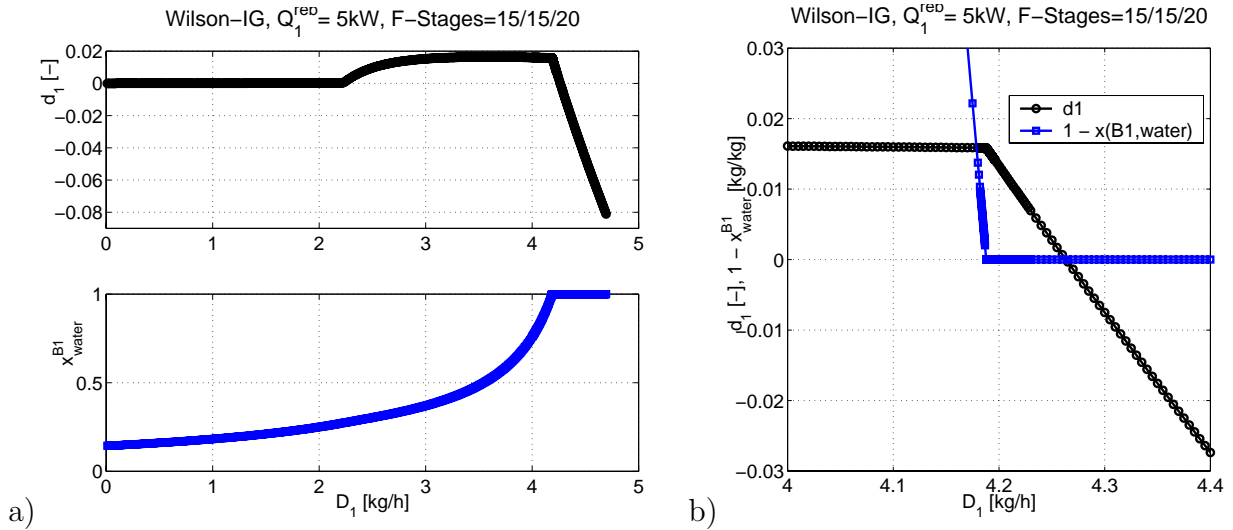 Wilson−IG, Q₁ʳᵉᵇ= 5kW, F−Stages=15/15/20
0.02
0
−0.02
−0.04
−0.06
−0.08
d₁ [−]
0 1 2 3 4 5
1
0.5
0
x^B1_water
0 1 2 3 4 5
D₁ [kg/h]
a)
Wilson−IG, Q₁ʳᵉᵇ= 5kW, F−Stages=15/15/20
0.03
0.02
0.01
0
−0.01
−0.02
−0.03
d₁ [−], 1 − x^B1_water [kg/kg]
d1
1 − x(B1,water)
4 4.1 4.2 4.3 4.4
D₁ [kg/h]
b)